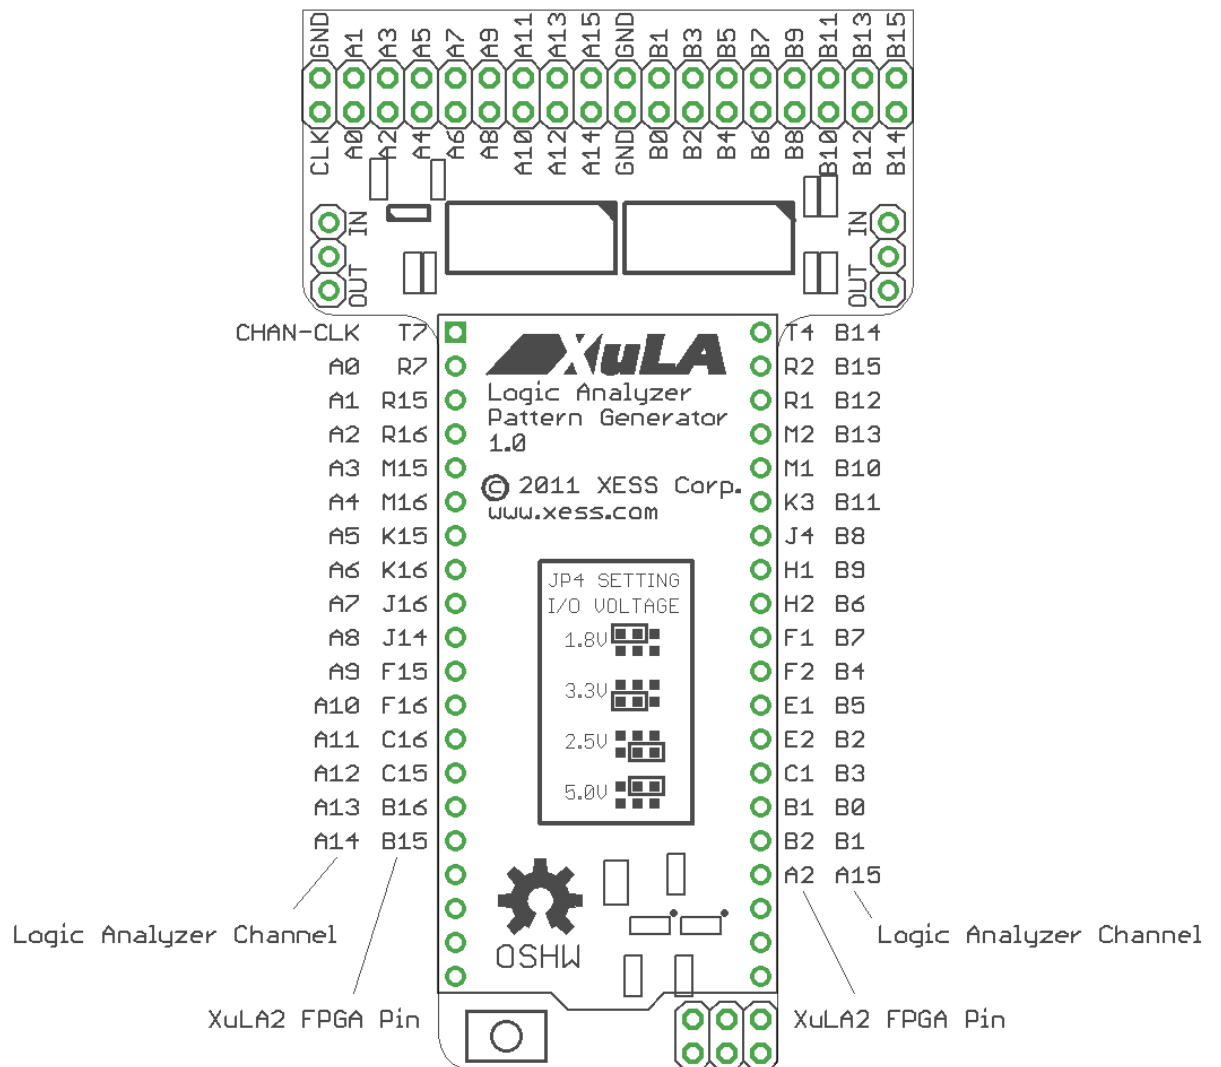 GND A1 A3 A5 A7 A9 A11 A13 A15 GND B1 B3 B5 B7 B9 B11 B13 B15
CLK A0 A2 A4 A6 A8 A10 A12 A14 GND B0 B2 B4 B6 B8 B10 B12 B14
IN IN
OUT OUT
CHAN-CLK T7 T4 B14
A0 R7 XuLA R2 B15
A1 R15 Logic Analyzer R1 B12
A2 R16 Pattern Generator M2 B13
1.0
A3 M15 M1 B10
© 2011 XESS Corp.
A4 M16 www.xess.com K3 B11
A5 K15 J4 B8
A6 K16 JP4 SETTING H1 B9
A7 J16 I/O VOLTAGE H2 B6
A8 J14 1.8V F1 B7
A9 F15 F2 B4
3.3V
A10 F16 E1 B5
A11 C16 2.5V E2 B2
A12 C15 C1 B3
5.0V
A13 B16 B1 B0
A14 B15 B2 B1
A2 A15
Logic Analyzer Channel Logic Analyzer Channel
OSHW
XuLA2 FPGA Pin XuLA2 FPGA Pin